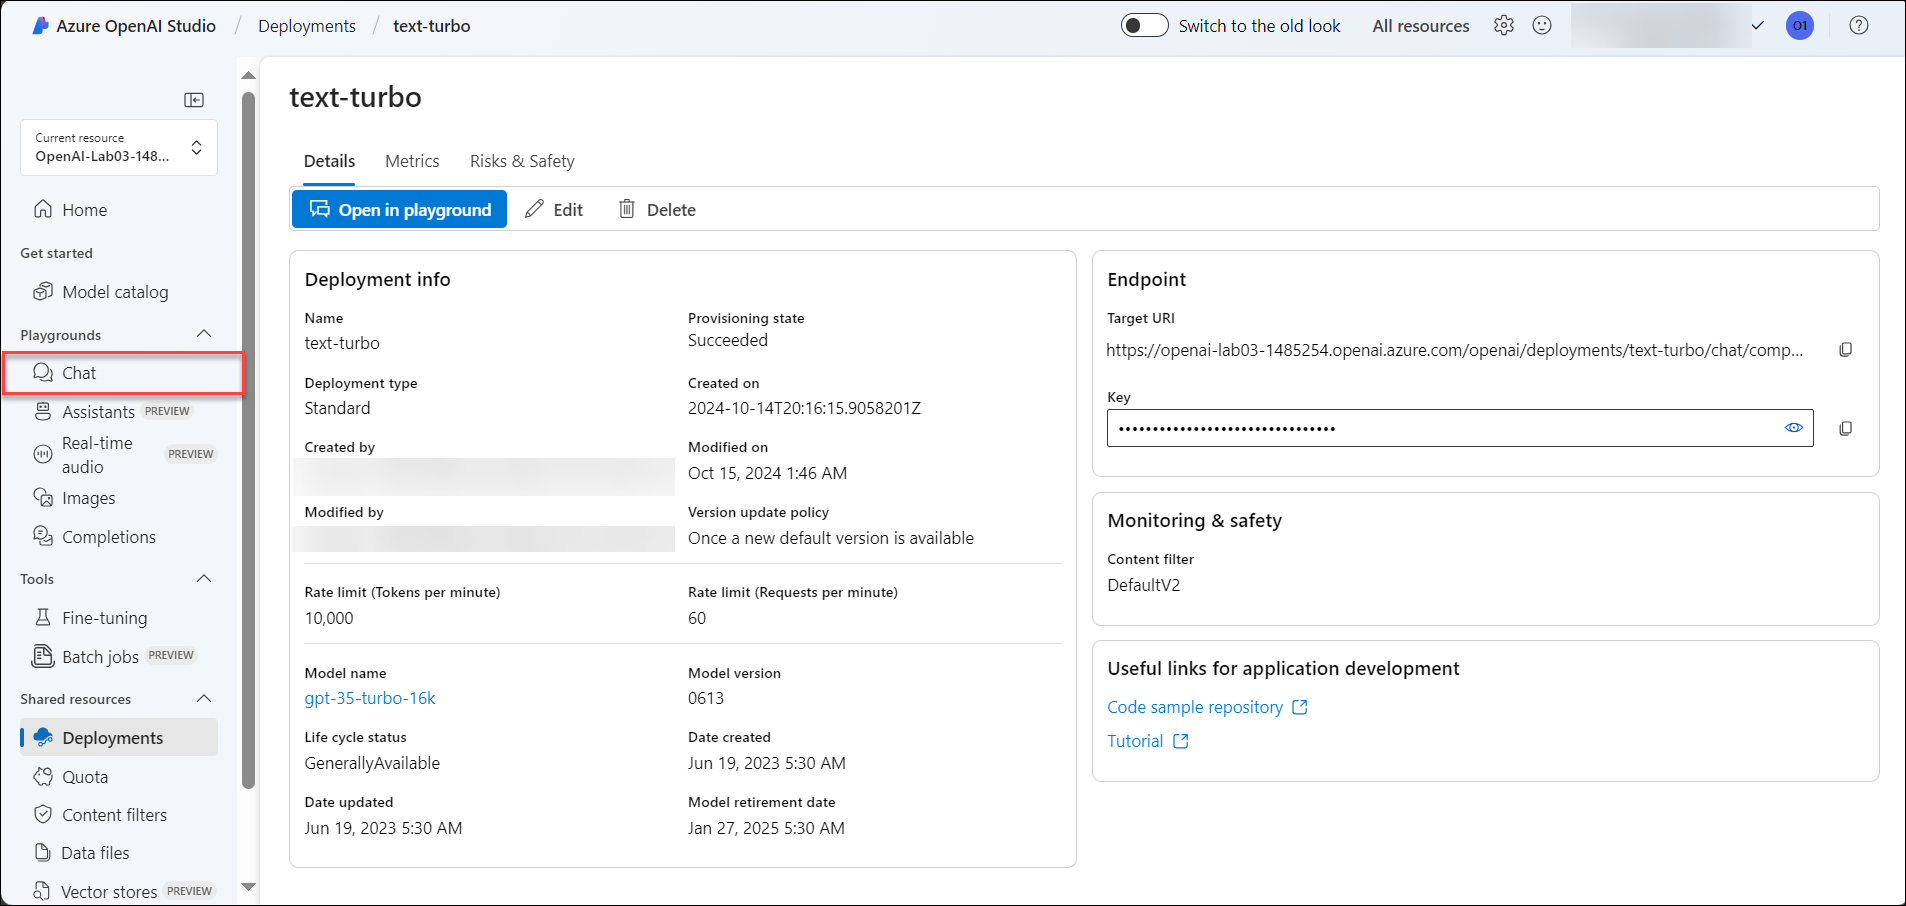 Azure OpenAI Studio / Deployments / text-turbo
Switch to the old look
All resources
O1
Current resource
OpenAI-Lab03-148...
Home
Get started
Model catalog
Playgrounds
Chat
Assistants PREVIEW
Real-time
audio
PREVIEW
Images
Completions
Tools
Fine-tuning
Batch jobs PREVIEW
Shared resources
Deployments
Quota
Content filters
Data files
Vector stores PREVIEW
text-turbo
Details Metrics Risks & Safety
Open in playground Edit Delete
Deployment info
Name
text-turbo
Provisioning state
Succeeded
Deployment type
Standard
Created on
2024-10-14T20:16:15.9058201Z
Created by
Modified on
Oct 15, 2024 1:46 AM
Modified by
Version update policy
Once a new default version is available
Rate limit (Tokens per minute)
10,000
Rate limit (Requests per minute)
60
Model name
gpt-35-turbo-16k
Model version
0613
Life cycle status
GenerallyAvailable
Date created
Jun 19, 2023 5:30 AM
Date updated
Jun 19, 2023 5:30 AM
Model retirement date
Jan 27, 2025 5:30 AM
Endpoint
Target URI
https://openai-lab03-1485254.openai.azure.com/openai/deployments/text-turbo/chat/comp...
Key
••••••••••••••••••••••••••••••••
Monitoring & safety
Content filter
DefaultV2
Useful links for application development
Code sample repository
Tutorial